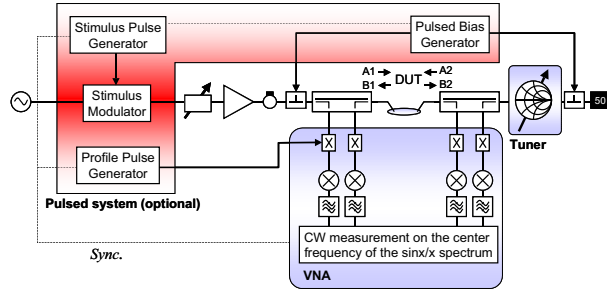 Stimulus Pulse
Generator
Pulsed Bias
Generator
A1
DUT
A2
B1
B2
Stimulus
Modulator
50
Tuner
X
X
X
X
Profile Pulse
Generator
Pulsed system (optional)
CW measurement on the center
frequency of the sinx/x spectrum
Sync.
VNA